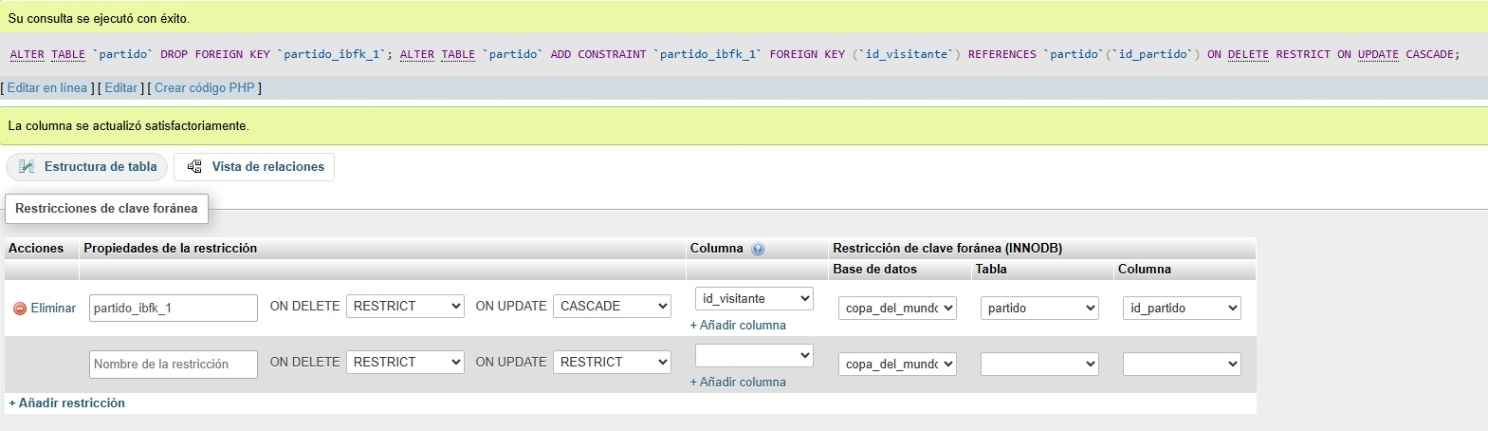 Su consulta se ejecutó con éxito.
ALTER TABLE `partido` DROP FOREIGN KEY `partido_ibfk_1`; ALTER TABLE `partido` ADD CONSTRAINT `partido_ibfk_1` FOREIGN KEY (`id_visitante`) REFERENCES `partido`(`id_partido`) ON DELETE RESTRICT ON UPDATE CASCADE;
[ Editar en línea ] [ Editar ] [ Crear código PHP ]
La columna se actualizó satisfactoriamente.
Estructura de tabla Vista de relaciones
Restricciones de clave foránea
Acciones Propiedades de la restricción Columna Restricción de clave foránea (INNODB)
Base de datos Tabla Columna
Eliminar partido_ibfk_1 ON DELETE RESTRICT ON UPDATE CASCADE id_visitante copa_del_mundo partido id_partido
+ Añadir columna
Nombre de la restricción ON DELETE RESTRICT ON UPDATE RESTRICT copa_del_mundo
+ Añadir columna
+ Añadir restricción